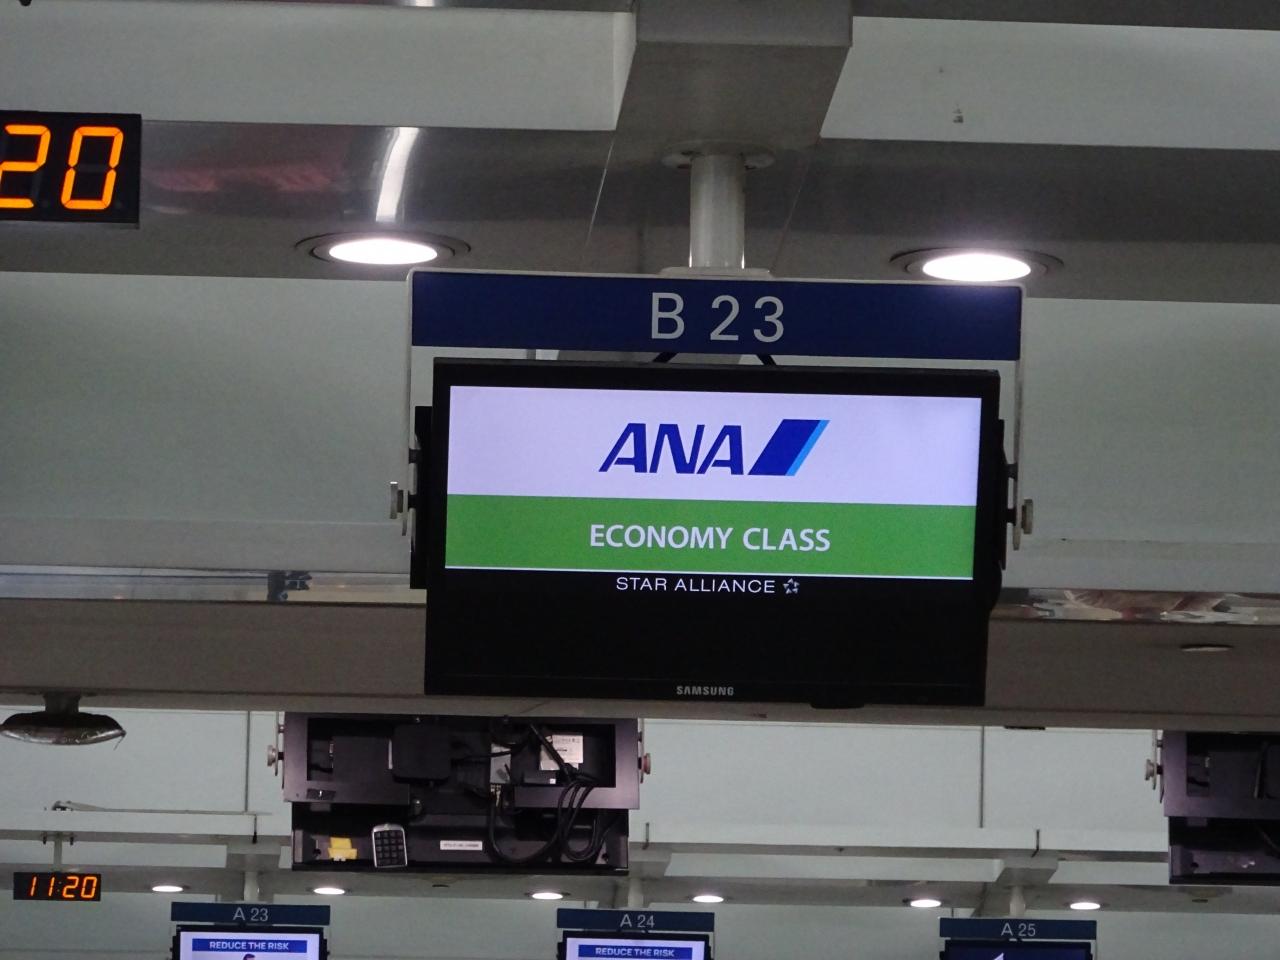 20
B 23
ANA
ECONOMY CLASS
STAR ALLIANCE
SAMSUNG
11:20
A 23
A 24
A 25
REDUCE THE RISK
REDUCE THE RISK